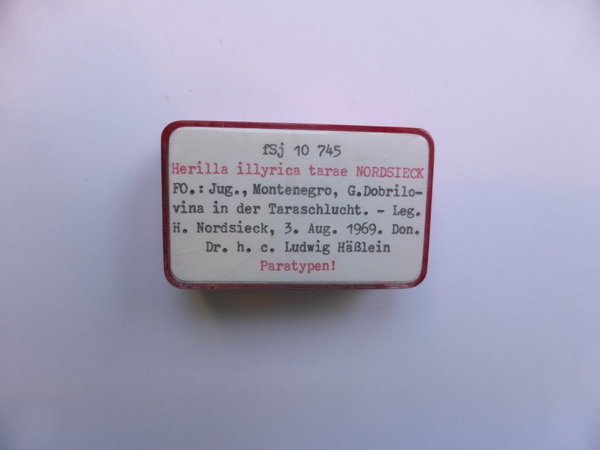 fSj 10 745
Herilla illyrica tarae NORDSIECK
FO.: Jug., Montenegro, G.Dobrilo-
vina in der Taraschlucht. - Leg.
H. Nordsieck, 3. Aug. 1969. Don.
Dr. h. c. Ludwig Häßlein
Paratypen!